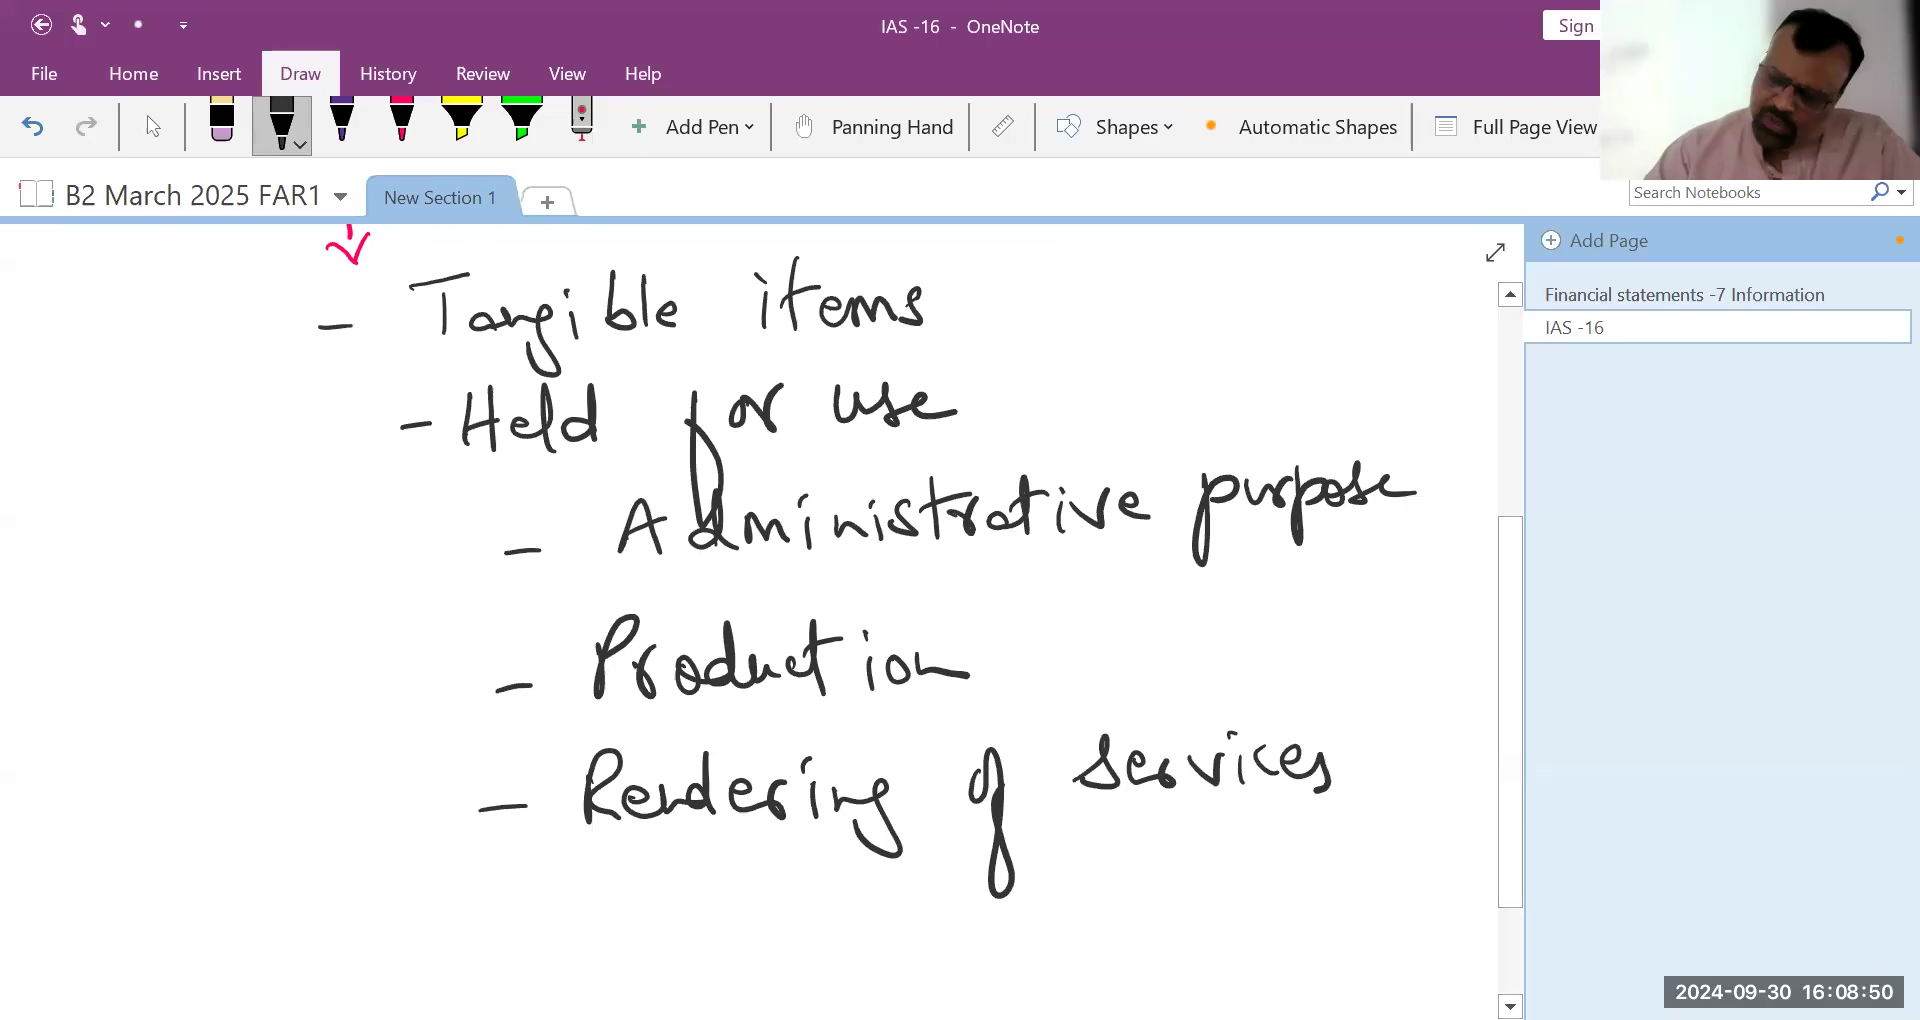 IAS -16 - OneNote
Sign
File Home Insert Draw History Review View Help
Add Pen Panning Hand Shapes Automatic Shapes Full Page View
B2 March 2025 FAR1 New Section 1
Search Notebooks
Add Page
Financial statements -7 Information
IAS -16
- Tangible items
- Held for use
- Administrative purpose
- Production
- Rendering of services
2024-09-30 16:08:50